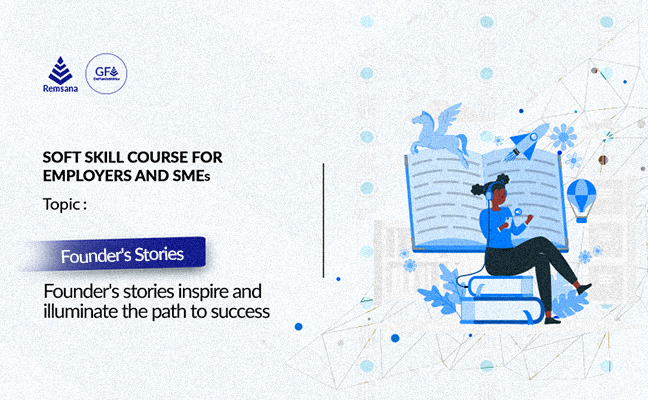 Remsana
GFA
SOFT SKILL COURSE FOR
EMPLOYERS AND SMEs
Topic :
Founder's Stories
Founder's stories inspire and
illuminate the path to success